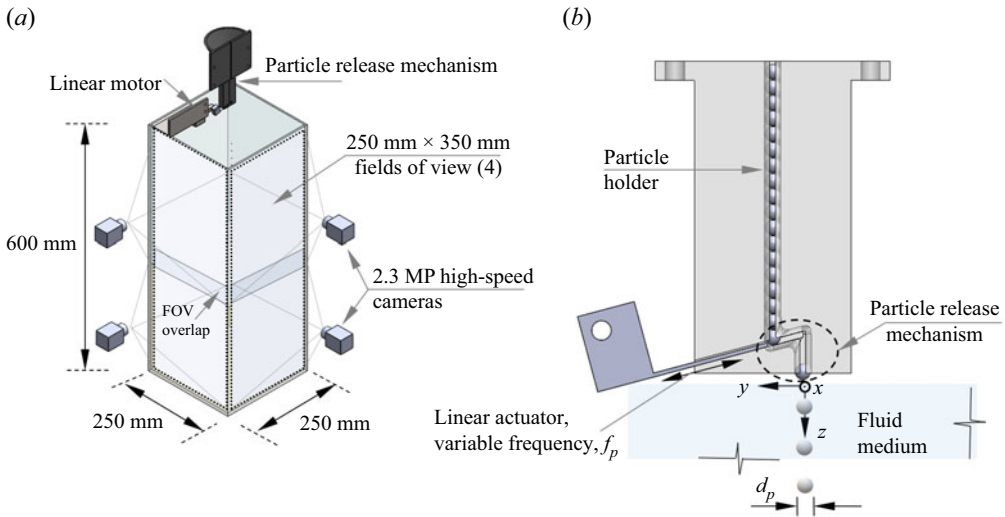 (a)
Linear motor
Particle release mechanism
250 mm × 350 mm
fields of view (4)
600 mm
2.3 MP high-speed
cameras
FOV
overlap
250 mm
250 mm
(b)
Particle
holder
Particle release
mechanism
y
x
z
Linear actuator,
variable frequency, f_p
Fluid
medium
d_p